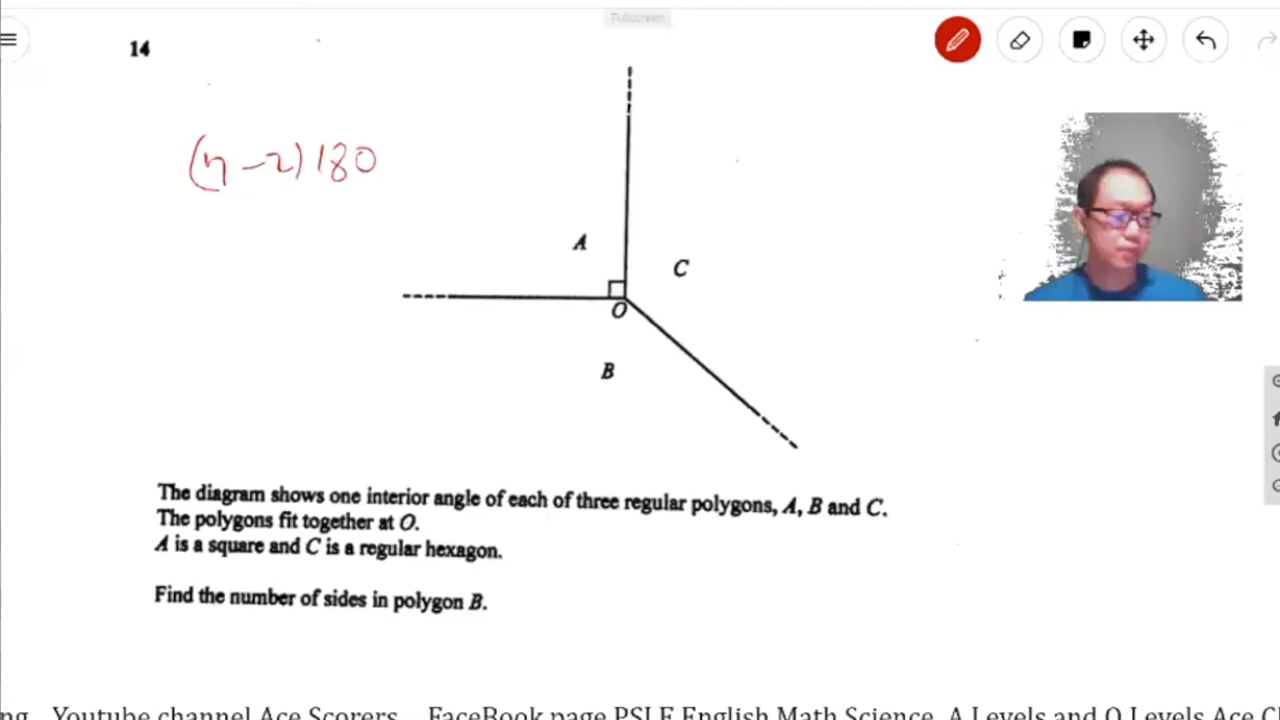 Fullscreen
14
(n-2)180
A
C
O
B
The diagram shows one interior angle of each of three regular polygons, A, B and C.
The polygons fit together at O.
A is a square and C is a regular hexagon.
Find the number of sides in polygon B.
ng Youtube channel Ace Scorers FaceBook page PSLE English Math Science A Levels and O Levels Ace